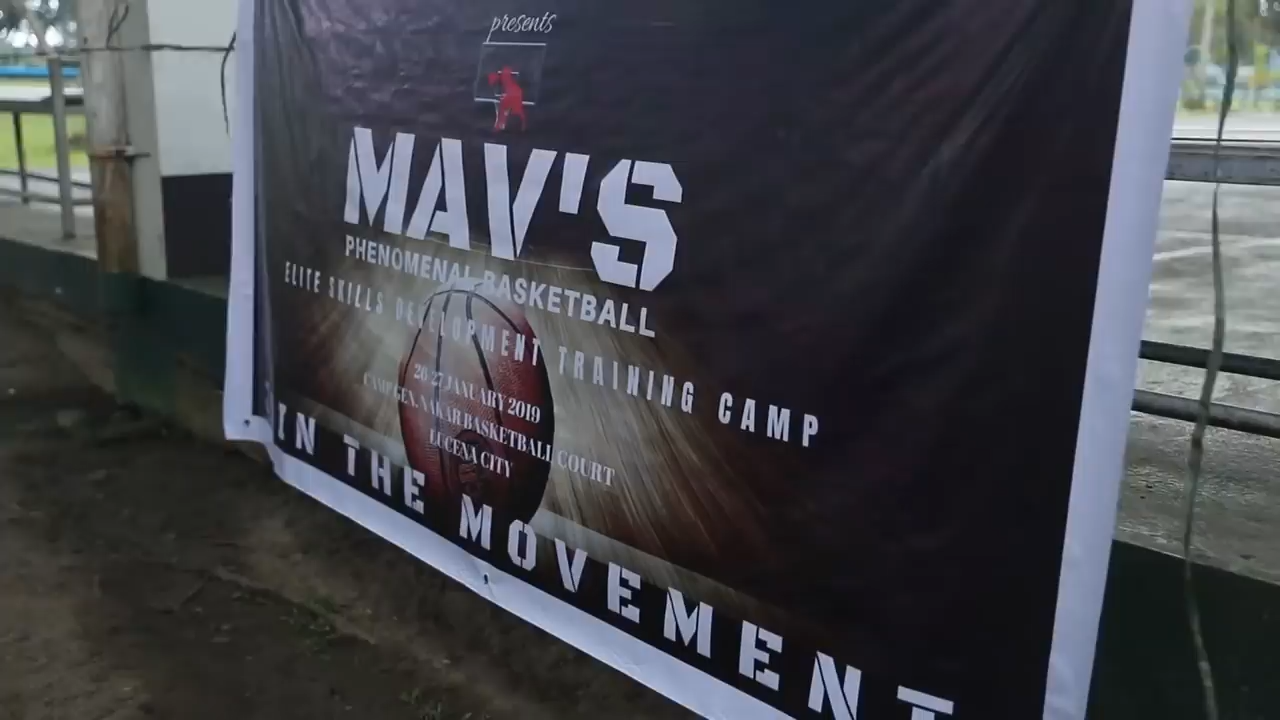 presents
MAV'S
PHENOMENAL BASKETBALL
ELITE SKILLS DEVELOPMENT TRAINING CAMP
26-27 JANUARY 2019
CAMP GEN. NAKAR BASKETBALL COURT
LUCENA CITY
IN THE MOVEMENT